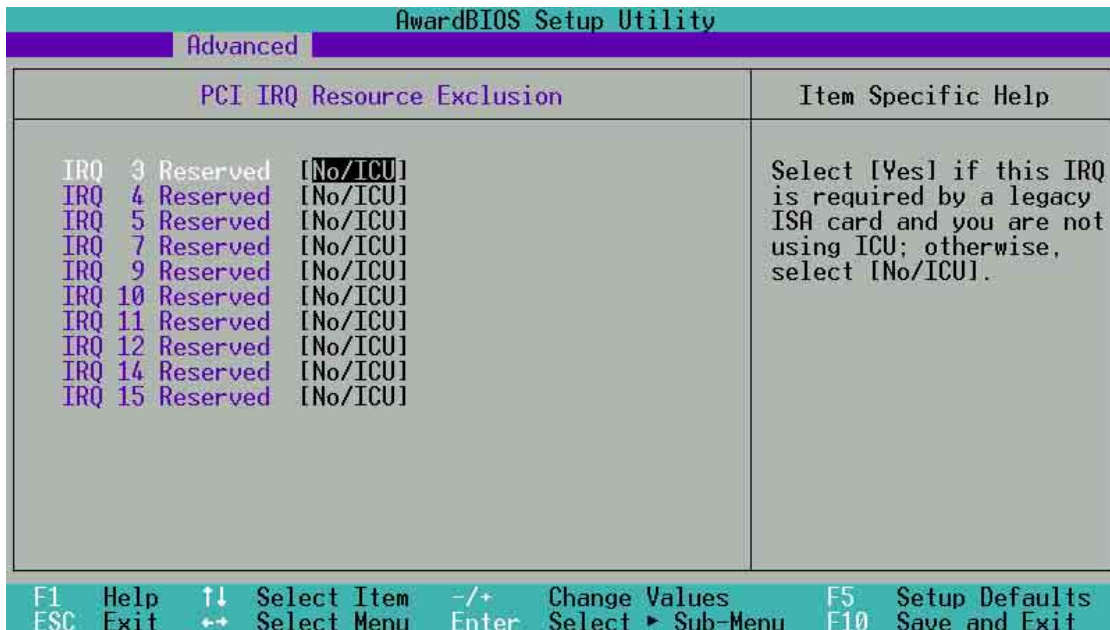 AwardBIOS Setup Utility
Advanced
PCI IRQ Resource Exclusion
Item Specific Help
IRQ 3 Reserved [No/ICU]
IRQ 4 Reserved [No/ICU]
IRQ 5 Reserved [No/ICU]
IRQ 7 Reserved [No/ICU]
IRQ 9 Reserved [No/ICU]
IRQ 10 Reserved [No/ICU]
IRQ 11 Reserved [No/ICU]
IRQ 12 Reserved [No/ICU]
IRQ 14 Reserved [No/ICU]
IRQ 15 Reserved [No/ICU]
Select [Yes] if this IRQ
is required by a legacy
ISA card and you are not
using ICU; otherwise,
select [No/ICU].
F1 Help ↑↓ Select Item -/+ Change Values F5 Setup Defaults
ESC Exit ←→ Select Menu Enter Select ► Sub-Menu F10 Save and Exit